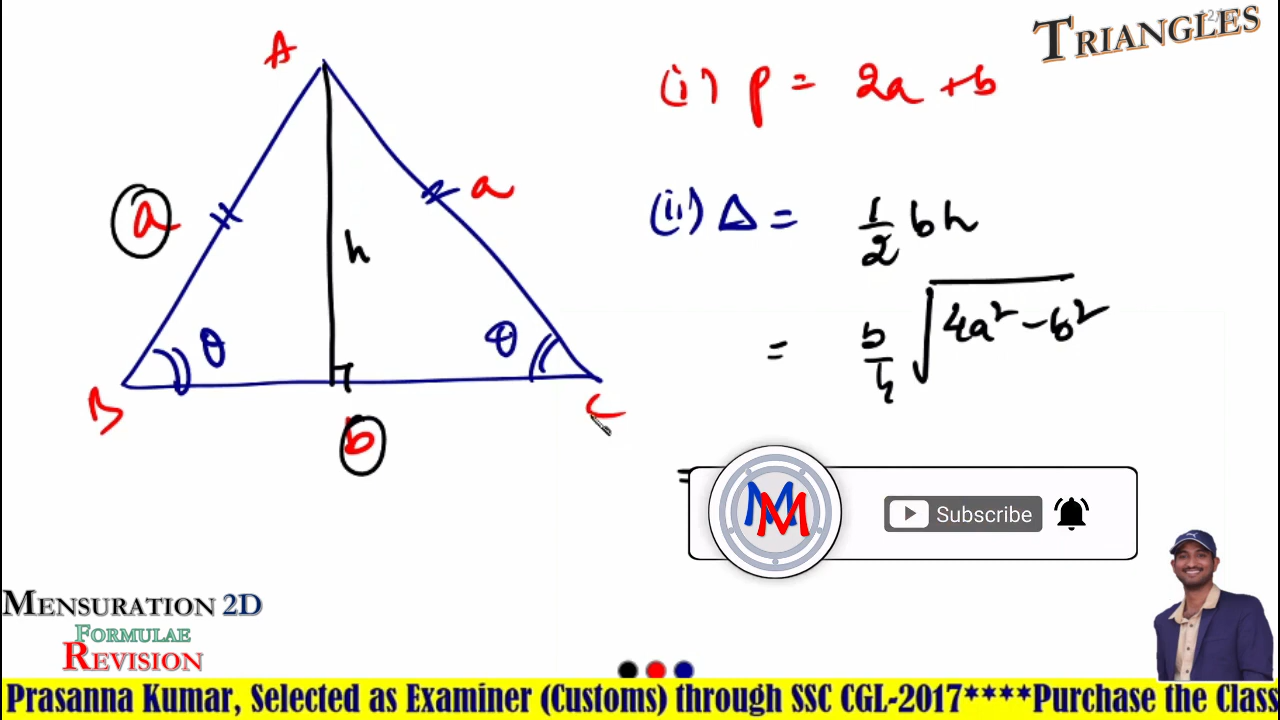 TRIANGLES
A
(i) p = 2a + b
a
a
(ii) Δ = 1/2 bh
h
θ
θ
= b/4 √(4a² - b²)
B
C
b
=
MM
Subscribe
MENSURATION 2D
FORMULAE
REVISION
Prasanna Kumar, Selected as Examiner (Customs) through SSC CGL-2017****Purchase the Class